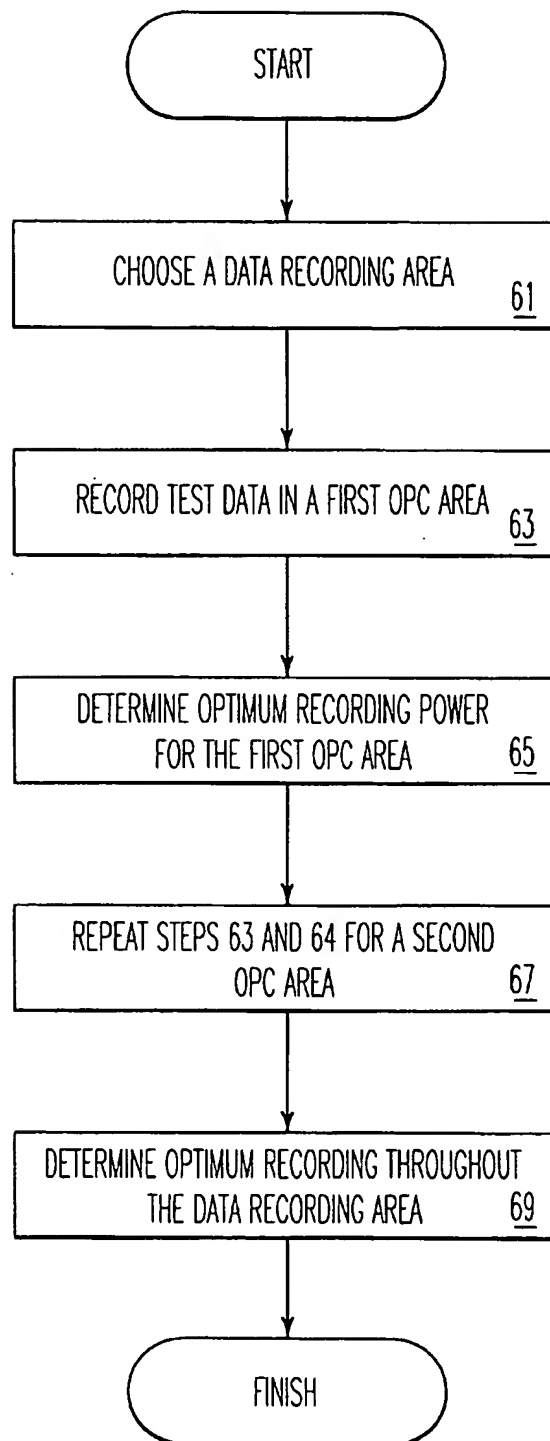 START
CHOOSE A DATA RECORDING AREA
61
RECORD TEST DATA IN A FIRST OPC AREA
63
DETERMINE OPTIMUM RECORDING POWER
FOR THE FIRST OPC AREA
65
REPEAT STEPS 63 AND 64 FOR A SECOND
OPC AREA
67
DETERMINE OPTIMUM RECORDING THROUGHOUT
THE DATA RECORDING AREA
69
FINISH